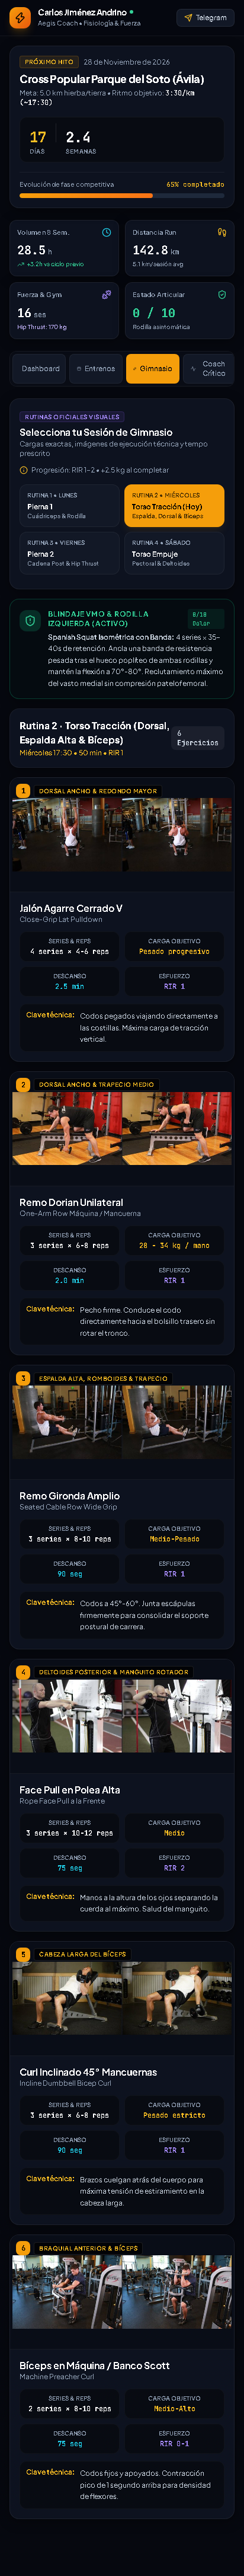 Carlos Jiménez Andrino
Aegis Coach • Fisiología & Fuerza
Telegram
PRÓXIMO HITO
28 de Noviembre de 2026
Cross Popular Parque del Soto (Ávila)
Meta: 5.0 km hierba/tierra • Ritmo objetivo: 3:30/km
(~17:30)
17
DÍAS
2.4
SEMANAS
Evolución de fase competitiva
65% completado
Volumen 8 Sem.
28.5 h
+3.2h vs ciclo previo
Distancia Run
142.8 km
5.1 km/sesión avg
Fuerza & Gym
16 ses
Hip Thrust: 170 kg
Estado Articular
0 / 10
Rodilla asintomática
Dashboard
Entrenos
Gimnasio
Coach
Crítico
RUTINAS OFICIALES VISUALES
Selecciona tu Sesión de Gimnasio
Cargas exactas, imágenes de ejecución técnica y tempo
prescrito
Progresión: RIR 1-2 • +2.5 kg al completar
RUTINA 1 • LUNES
Pierna 1
Cuádriceps & Rodilla
RUTINA 2 • MIÉRCOLES
Torso Tracción (Hoy)
Espalda, Dorsal & Bíceps
RUTINA 3 • VIERNES
Pierna 2
Cadena Post & Hip Thrust
RUTINA 4 • SÁBADO
Torso Empuje
Pectoral & Deltoides
BLINDAJE VMO & RODILLA
IZQUIERDA (ACTIVO)
0/10
Dolor
Spanish Squat Isométrica con Banda: 4 series × 35-
40s de retención. Ancla una banda de resistencia
pesada tras el hueco poplíteo de ambas rodillas y
mantén la flexión a 70°-80°. Reclutamiento máximo
del vasto medial sin compresión patelofemoral.
Rutina 2 · Torso Tracción (Dorsal,
Espalda Alta & Bíceps)
Miércoles 17:30 • 50 min • RIR 1
6
Ejercicios
1
DORSAL ANCHO & REDONDO MAYOR
Jalón Agarre Cerrado V
Close-Grip Lat Pulldown
SERIES & REPS
4 series × 4-6 reps
CARGA OBJETIVO
Pesado progresivo
DESCANSO
2.5 min
ESFUERZO
RIR 1
Clave técnica:
Codos pegados viajando directamente a
las costillas. Máxima carga de tracción
vertical.
2
DORSAL ANCHO & TRAPECIO MEDIO
Remo Dorian Unilateral
One-Arm Row Máquina / Mancuerna
SERIES & REPS
3 series × 6-8 reps
CARGA OBJETIVO
28 - 34 kg / mano
DESCANSO
2.0 min
ESFUERZO
RIR 1
Clave técnica:
Pecho firme. Conduce el codo
directamente hacia el bolsillo trasero sin
rotar el tronco.
3
ESPALDA ALTA, ROMBOIDES & TRAPECIO
Remo Gironda Amplio
Seated Cable Row Wide Grip
SERIES & REPS
3 series × 8-10 reps
CARGA OBJETIVO
Medio-Pesado
DESCANSO
90 seg
ESFUERZO
RIR 1
Clave técnica:
Codos a 45°-60°. Junta escápulas
firmemente para consolidar el soporte
postural de carrera.
4
DELTOIDES POSTERIOR & MANGUITO ROTADOR
Face Pull en Polea Alta
Rope Face Pull a la Frente
SERIES & REPS
3 series × 10-12 reps
CARGA OBJETIVO
Medio
DESCANSO
75 seg
ESFUERZO
RIR 2
Clave técnica:
Manos a la altura de los ojos separando la
cuerda al máximo. Salud del manguito.
5
CABEZA LARGA DEL BÍCEPS
Curl Inclinado 45° Mancuernas
Incline Dumbbell Bicep Curl
SERIES & REPS
3 series × 6-8 reps
CARGA OBJETIVO
Pesado estricto
DESCANSO
90 seg
ESFUERZO
RIR 1
Clave técnica:
Brazos cuelgan atrás del cuerpo para
máxima tensión de estiramiento en la
cabeza larga.
6
BRAQUIAL ANTERIOR & BÍCEPS
Bíceps en Máquina / Banco Scott
Machine Preacher Curl
SERIES & REPS
2 series × 8-10 reps
CARGA OBJETIVO
Medio-Alto
DESCANSO
75 seg
ESFUERZO
RIR 0-1
Clave técnica:
Codos fijos y apoyados. Contracción
pico de 1 segundo arriba para densidad
de flexores.